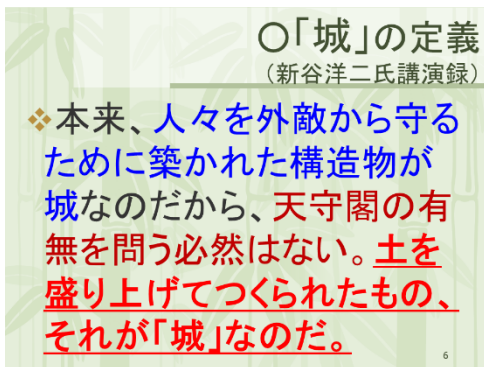 〇「城」の定義
（新谷洋二氏講演録）
❖本来、人々を外敵から守る
ために築かれた構造物が
城なのだから、天守閣の有
無を問う必然はない。土を
盛り上げてつくられたもの、
それが「城」なのだ。
6